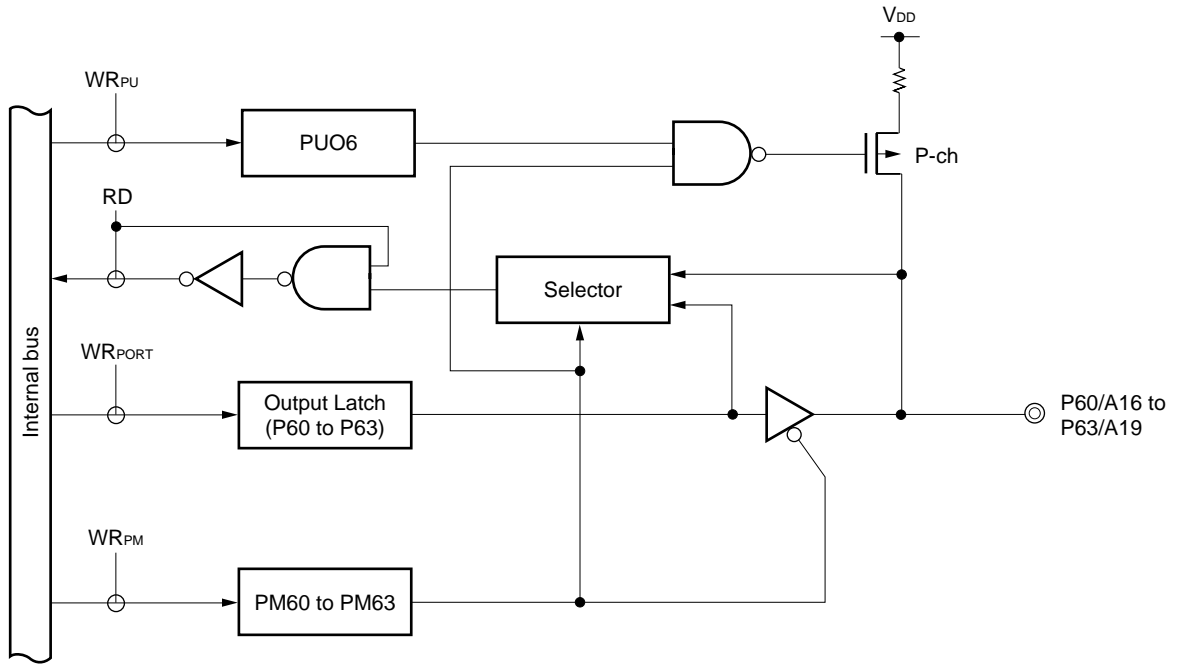 VDD
WRPU
PUO6
P-ch
RD
Selector
Internal bus
WRPORT
Output Latch
(P60 to P63)
P60/A16 to
P63/A19
WRPM
PM60 to PM63